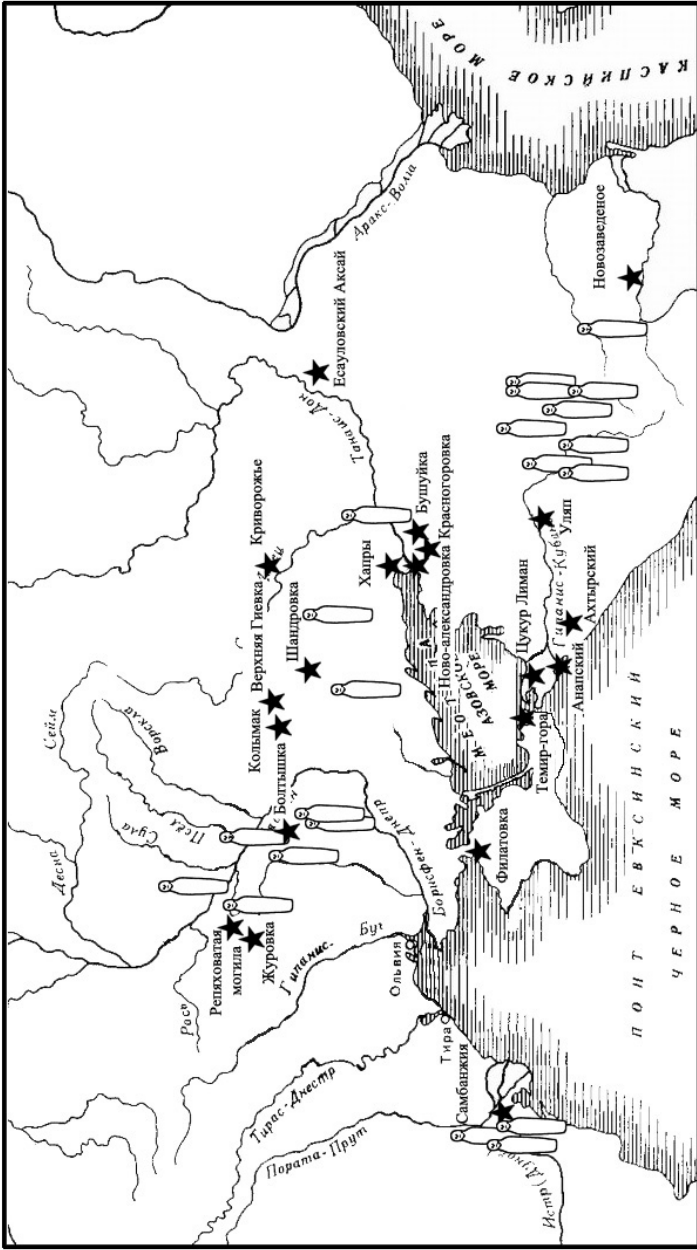 КАСПИЙСКОЕ
МОРЕ
Аракс-Волга
Новозаведеное
Есауловский Аксай
Танаис-Дон
Криворожье
Бушуйка
Красногоровка
Хапры
Ново-александровка
Шандровка
Верхняя Гиевка
Колымак
Болтышка
Сейм
Ворскла
Псел
Сула
Десна
Рось
Репяховатая
могила
Журовка
Борисфен-Днепр
Гипанис-
Буг
Ольвия
Тира
Тирас-Днестр
Пората-Прут
Самбанжия
Филатовка
АЗОВСКОЕ
МОРЕ
Темир-гора
Цукур Лиман
Анапский
Ахтырский
Уляп
Гипанис-Кубань
ПОНТ ЕВКСИНСКИЙ
ЧЕРНОЕ МОРЕ